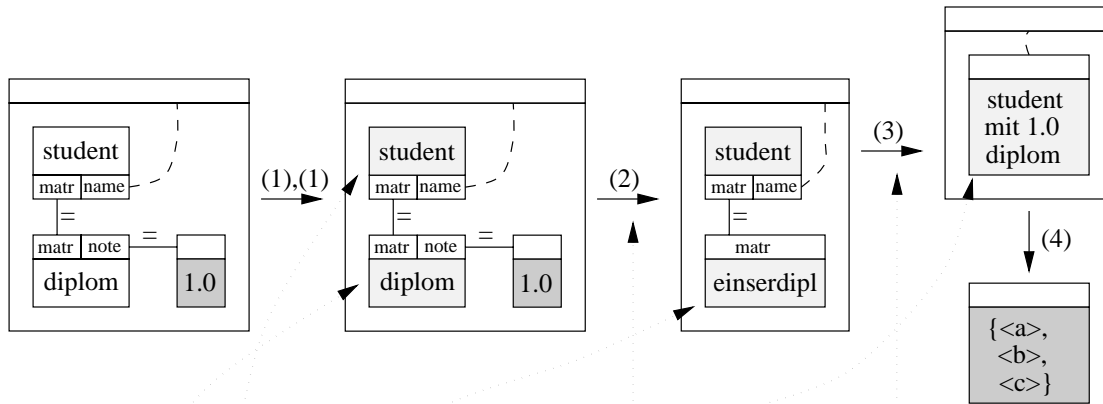 student
matr name
=
matr note =
diplom 1.0
(1),(1)
student
matr name
=
matr note =
diplom 1.0
(2)
student
matr name
=
matr
einserdipl
(3)
student
mit 1.0
diplom
(4)
{<a>,
<b>,
<c>}